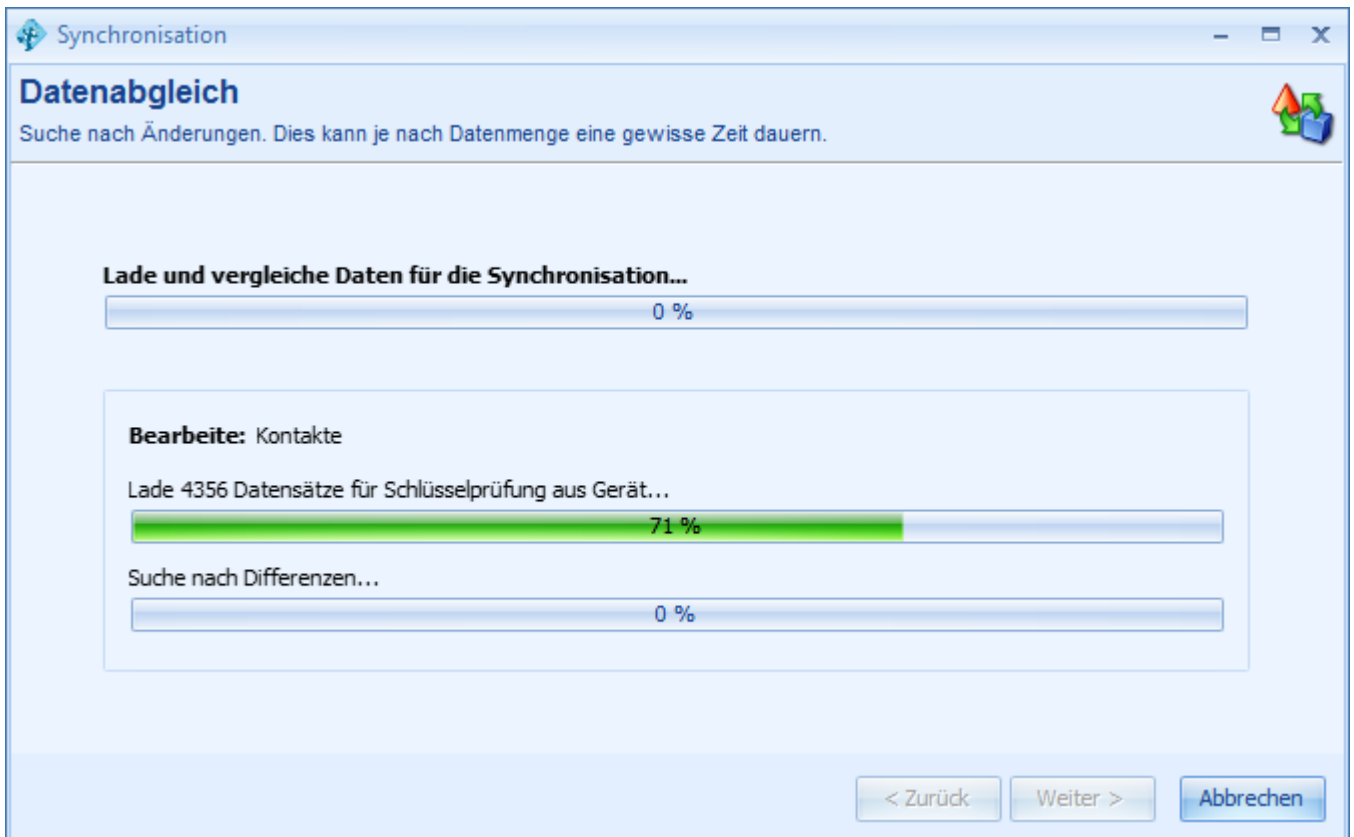 Synchronisation
Datenabgleich
Suche nach Änderungen. Dies kann je nach Datenmenge eine gewisse Zeit dauern.
Lade und vergleiche Daten für die Synchronisation...
0 %
Bearbeite: Kontakte
Lade 4356 Datensätze für Schlüsselprüfung aus Gerät...
71 %
Suche nach Differenzen...
0 %
< Zurück Weiter > Abbrechen